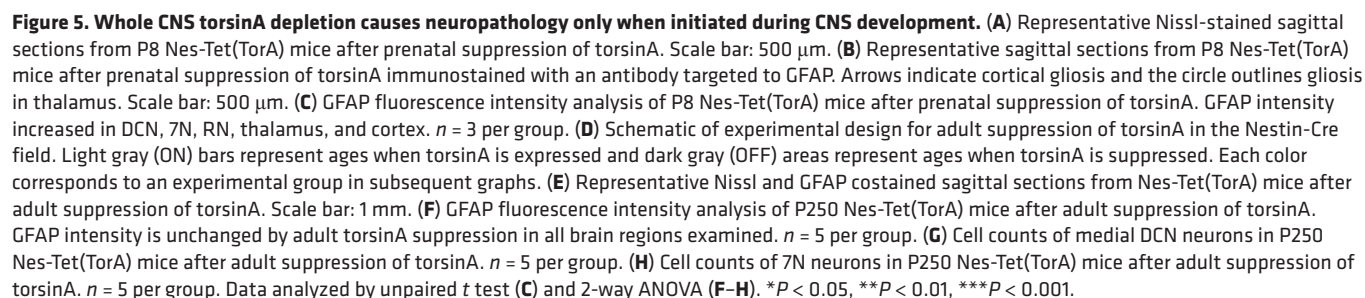 Figure 5. Whole CNS torsinA depletion causes neuropathology only when initiated during CNS development. (A) Representative Nissl-stained sagittal
sections from P8 Nes-Tet(TorA) mice after prenatal suppression of torsinA. Scale bar: 500 μm. (B) Representative sagittal sections from P8 Nes-Tet(TorA)
mice after prenatal suppression of torsinA immunostained with an antibody targeted to GFAP. Arrows indicate cortical gliosis and the circle outlines gliosis
in thalamus. Scale bar: 500 μm. (C) GFAP fluorescence intensity analysis of P8 Nes-Tet(TorA) mice after prenatal suppression of torsinA. GFAP intensity
increased in DCN, 7N, RN, thalamus, and cortex. n = 3 per group. (D) Schematic of experimental design for adult suppression of torsinA in the Nestin-Cre
field. Light gray (ON) bars represent ages when torsinA is expressed and dark gray (OFF) areas represent ages when torsinA is suppressed. Each color
corresponds to an experimental group in subsequent graphs. (E) Representative Nissl and GFAP costained sagittal sections from Nes-Tet(TorA) mice after
adult suppression of torsinA. Scale bar: 1 mm. (F) GFAP fluorescence intensity analysis of P250 Nes-Tet(TorA) mice after adult suppression of torsinA.
GFAP intensity is unchanged by adult torsinA suppression in all brain regions examined. n = 5 per group. (G) Cell counts of medial DCN neurons in P250
Nes-Tet(TorA) mice after adult suppression of torsinA. n = 5 per group. (H) Cell counts of 7N neurons in P250 Nes-Tet(TorA) mice after adult suppression of
torsinA. n = 5 per group. Data analyzed by unpaired t test (C) and 2-way ANOVA (F–H). *P < 0.05, **P < 0.01, ***P < 0.001.